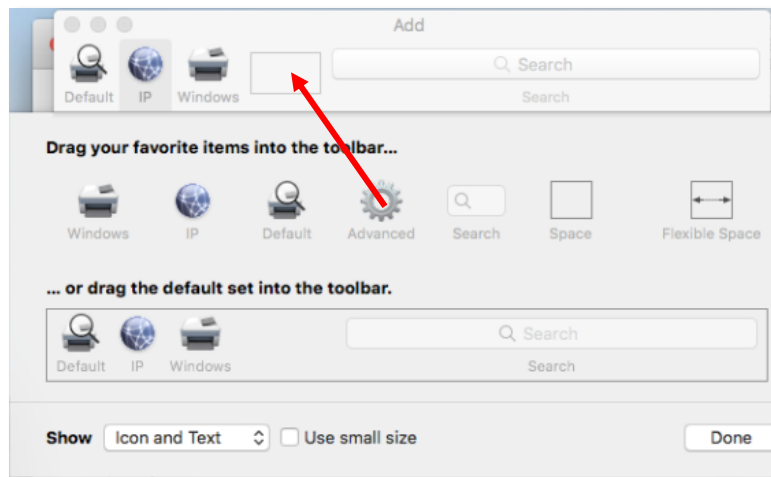 Add
Search
Default IP Windows Search
Drag your favorite items into the toolbar...
Search
Windows IP Default Advanced Search Space Flexible Space
... or drag the default set into the toolbar.
Search
Default IP Windows Search
Show Icon and Text Use small size Done